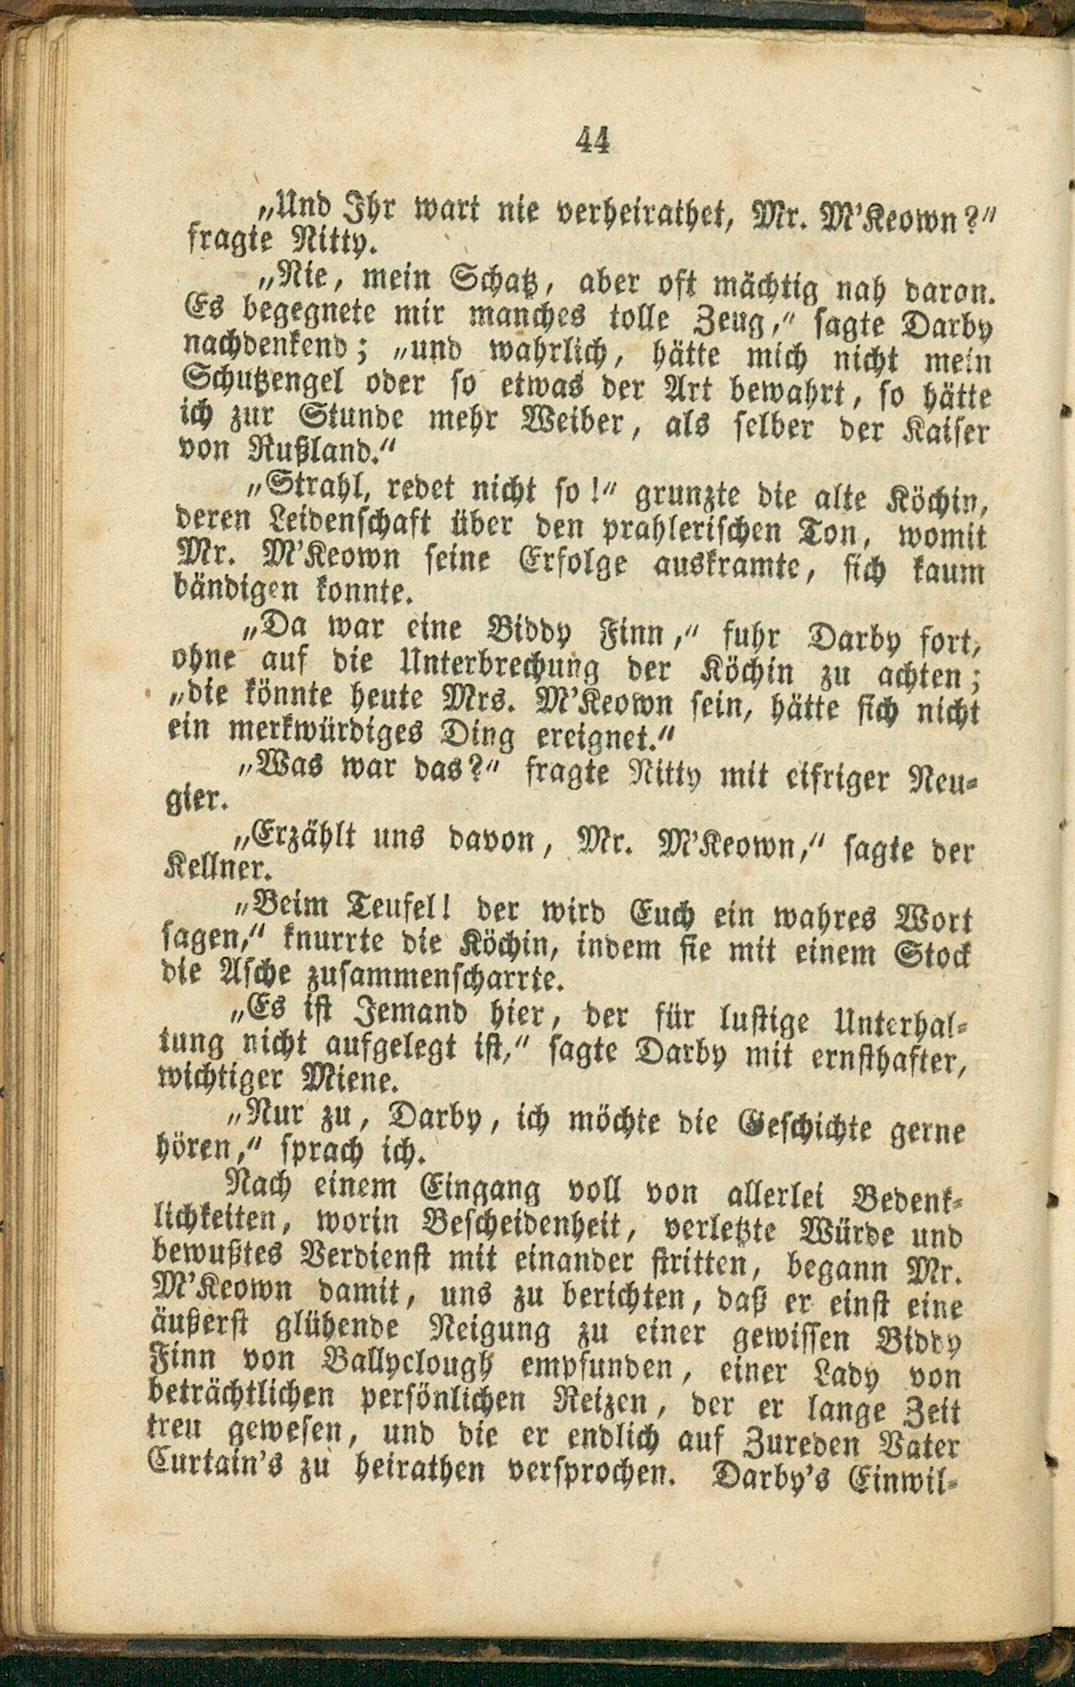 44
„Und Ihr wart nie verheirathet, Mr. M'Keown?“
fragte Nitty.
„Nie, mein Schatz, aber oft mächtig nah daran.
Es begegnete mir manches tolle Zeug,“ sagte Darby
nachdenkend; „und wahrlich, hätte mich nicht mein
Schutzengel oder so etwas der Art bewahrt, so hätte
ich zur Stunde mehr Weiber, als selber der Kaiser
von Rußland.“
„Strahl, redet nicht so!“ grunzte die alte Köchin,
deren Leidenschaft über den prahlerischen Ton, womit
Mr. M'Keown seine Erfolge auskramte, sich kaum
bändigen konnte.
„Da war eine Biddy Finn,“ fuhr Darby fort,
ohne auf die Unterbrechung der Köchin zu achten;
„die könnte heute Mrs. M'Keown sein, hätte sich nicht
ein merkwürdiges Ding ereignet.“
„Was war das?“ fragte Nitty mit eifriger Neu-
gier.
„Erzählt uns davon, Mr. M'Keown,“ sagte der
Kellner.
„Beim Teufel! der wird Euch ein wahres Wort
sagen,“ knurrte die Köchin, indem sie mit einem Stock
die Asche zusammenscharrte.
„Es ist Jemand hier, der für lustige Unterhal-
tung nicht aufgelegt ist,“ sagte Darby mit ernsthafter,
wichtiger Miene.
„Nur zu, Darby, ich möchte die Geschichte gerne
hören,“ sprach ich.
Nach einem Eingang voll von allerlei Bedenk-
lichkeiten, worin Bescheidenheit, verletzte Würde und
bewußtes Verdienst mit einander stritten, begann Mr.
M'Keown damit, uns zu berichten, daß er einst eine
äußerst glühende Neigung zu einer gewissen Biddy
Finn von Ballyclough empfunden, einer Lady von
beträchtlichen persönlichen Reizen, der er lange Zeit
treu gewesen, und die er endlich auf Zureden Vater
Curtain's zu heirathen versprochen. Darby's Einwil-